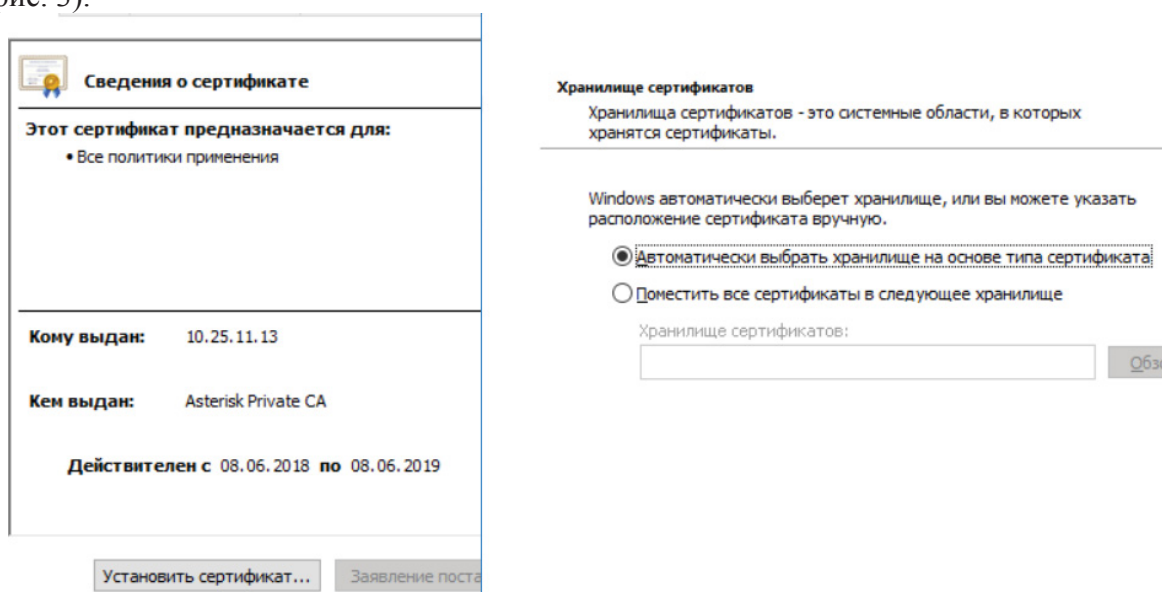 рис. 3).
Сведения о сертификате
Этот сертификат предназначается для:
• Все политики применения
Кому выдан: 10.25.11.13
Кем выдан: Asterisk Private CA
Действителен с 08.06.2018 по 08.06.2019
Установить сертификат... Заявление
Хранилище сертификатов
Хранилища сертификатов - это системные области, в которых
хранятся сертификаты.
Windows автоматически выберет хранилище, или вы можете указать
расположение сертификата вручную.
Автоматически выбрать хранилище на основе типа сертификата
Поместить все сертификаты в следующее хранилище
Хранилище сертификатов: